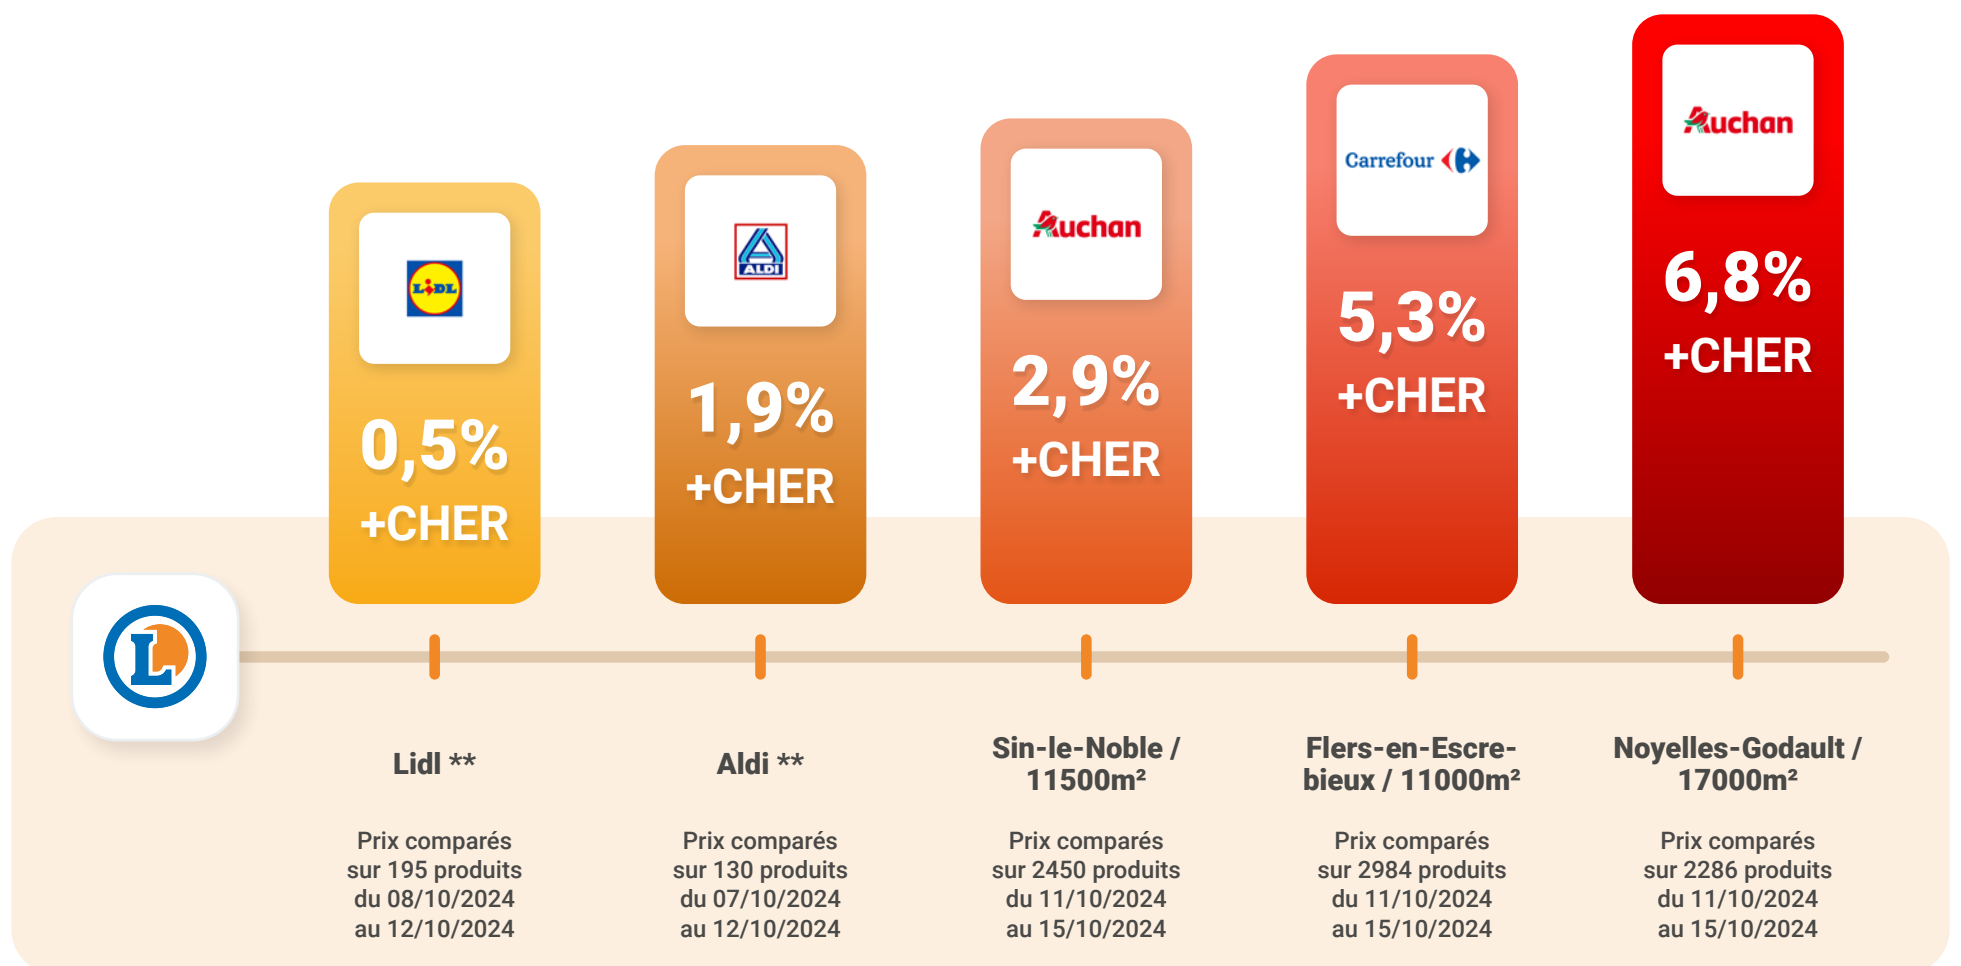 LIDL
0,5%
+CHER
ALDI
1,9%
+CHER
Auchan
2,9%
+CHER
Carrefour
5,3%
+CHER
Auchan
6,8%
+CHER
L
Lidl **
Prix comparés
sur 195 produits
du 08/10/2024
au 12/10/2024
Aldi **
Prix comparés
sur 130 produits
du 07/10/2024
au 12/10/2024
Sin-le-Noble /
11500m²
Prix comparés
sur 2450 produits
du 11/10/2024
au 15/10/2024
Flers-en-Escre-
bieux / 11000m²
Prix comparés
sur 2984 produits
du 11/10/2024
au 15/10/2024
Noyelles-Godault /
17000m²
Prix comparés
sur 2286 produits
du 11/10/2024
au 15/10/2024